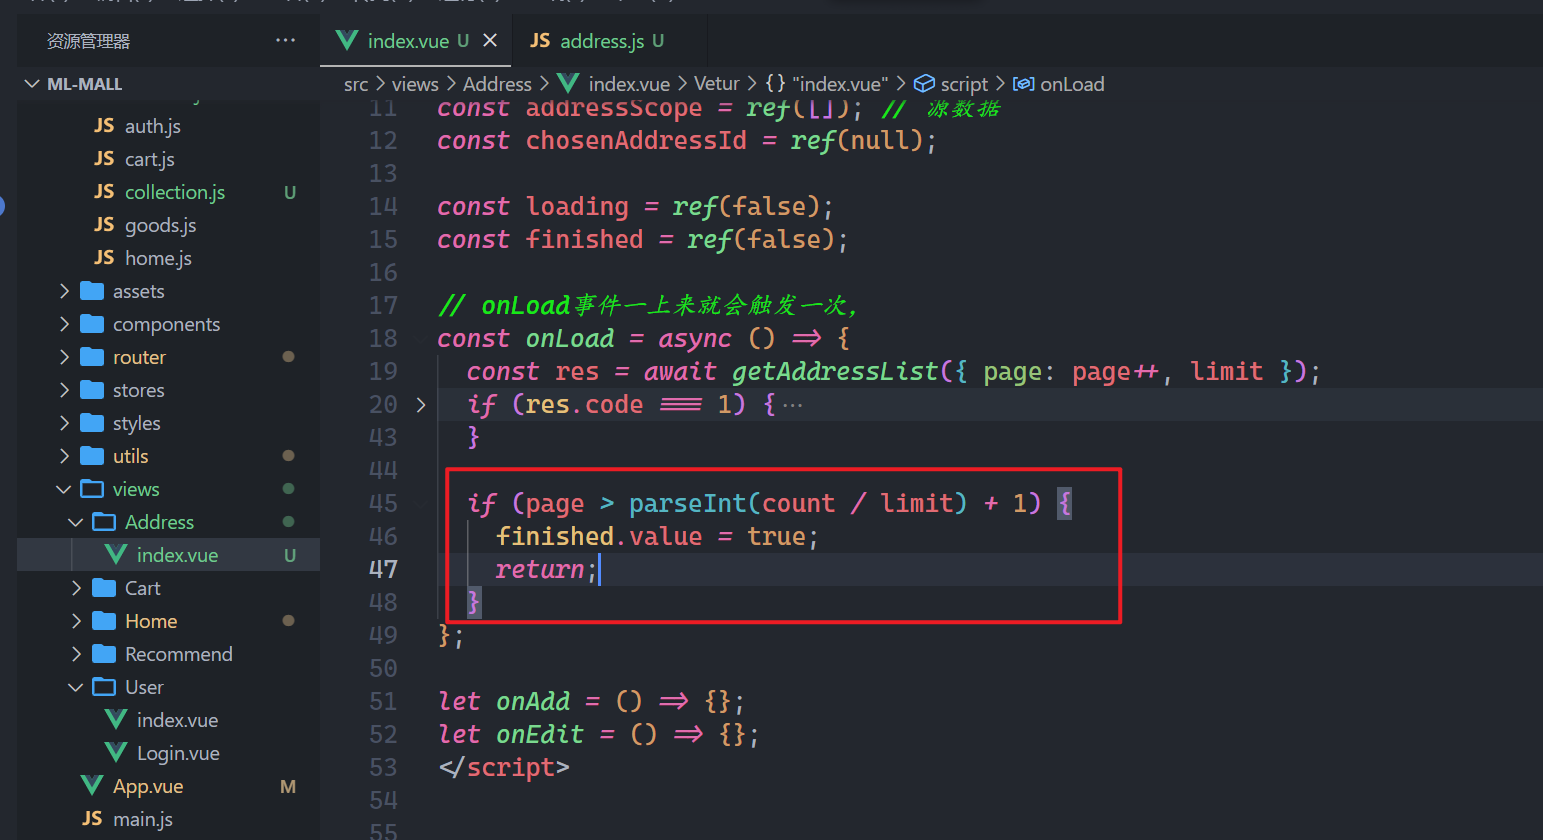 资源管理器 ···
index.vue U ×
JS address.js U
ML-MALL
src > views > Address > index.vue > Vetur > {} "index.vue" > script > onLoad
JS auth.js
JS cart.js
JS collection.js U
JS goods.js
JS home.js
assets
components
router
stores
styles
utils
views
Address
index.vue U
Cart
Home
Recommend
User
index.vue
Login.vue
App.vue M
JS main.js
11 const addressScope = ref([]); // 源数据
12 const chosenAddressId = ref(null);
13
14 const loading = ref(false);
15 const finished = ref(false);
16
17 // onLoad事件一上来就会触发一次，
18 const onLoad = async () => {
19 const res = await getAddressList({ page: page++, limit });
20 if (res.code === 1) {···
43 }
44
45 if (page > parseInt(count / limit) + 1) {
46 finished.value = true;
47 return;
48 }
49 };
50
51 let onAdd = () => {};
52 let onEdit = () => {};
53 </script>
54
55